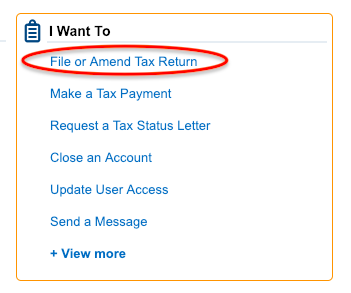 I Want To
File or Amend Tax Return
Make a Tax Payment
Request a Tax Status Letter
Close an Account
Update User Access
Send a Message
+ View more